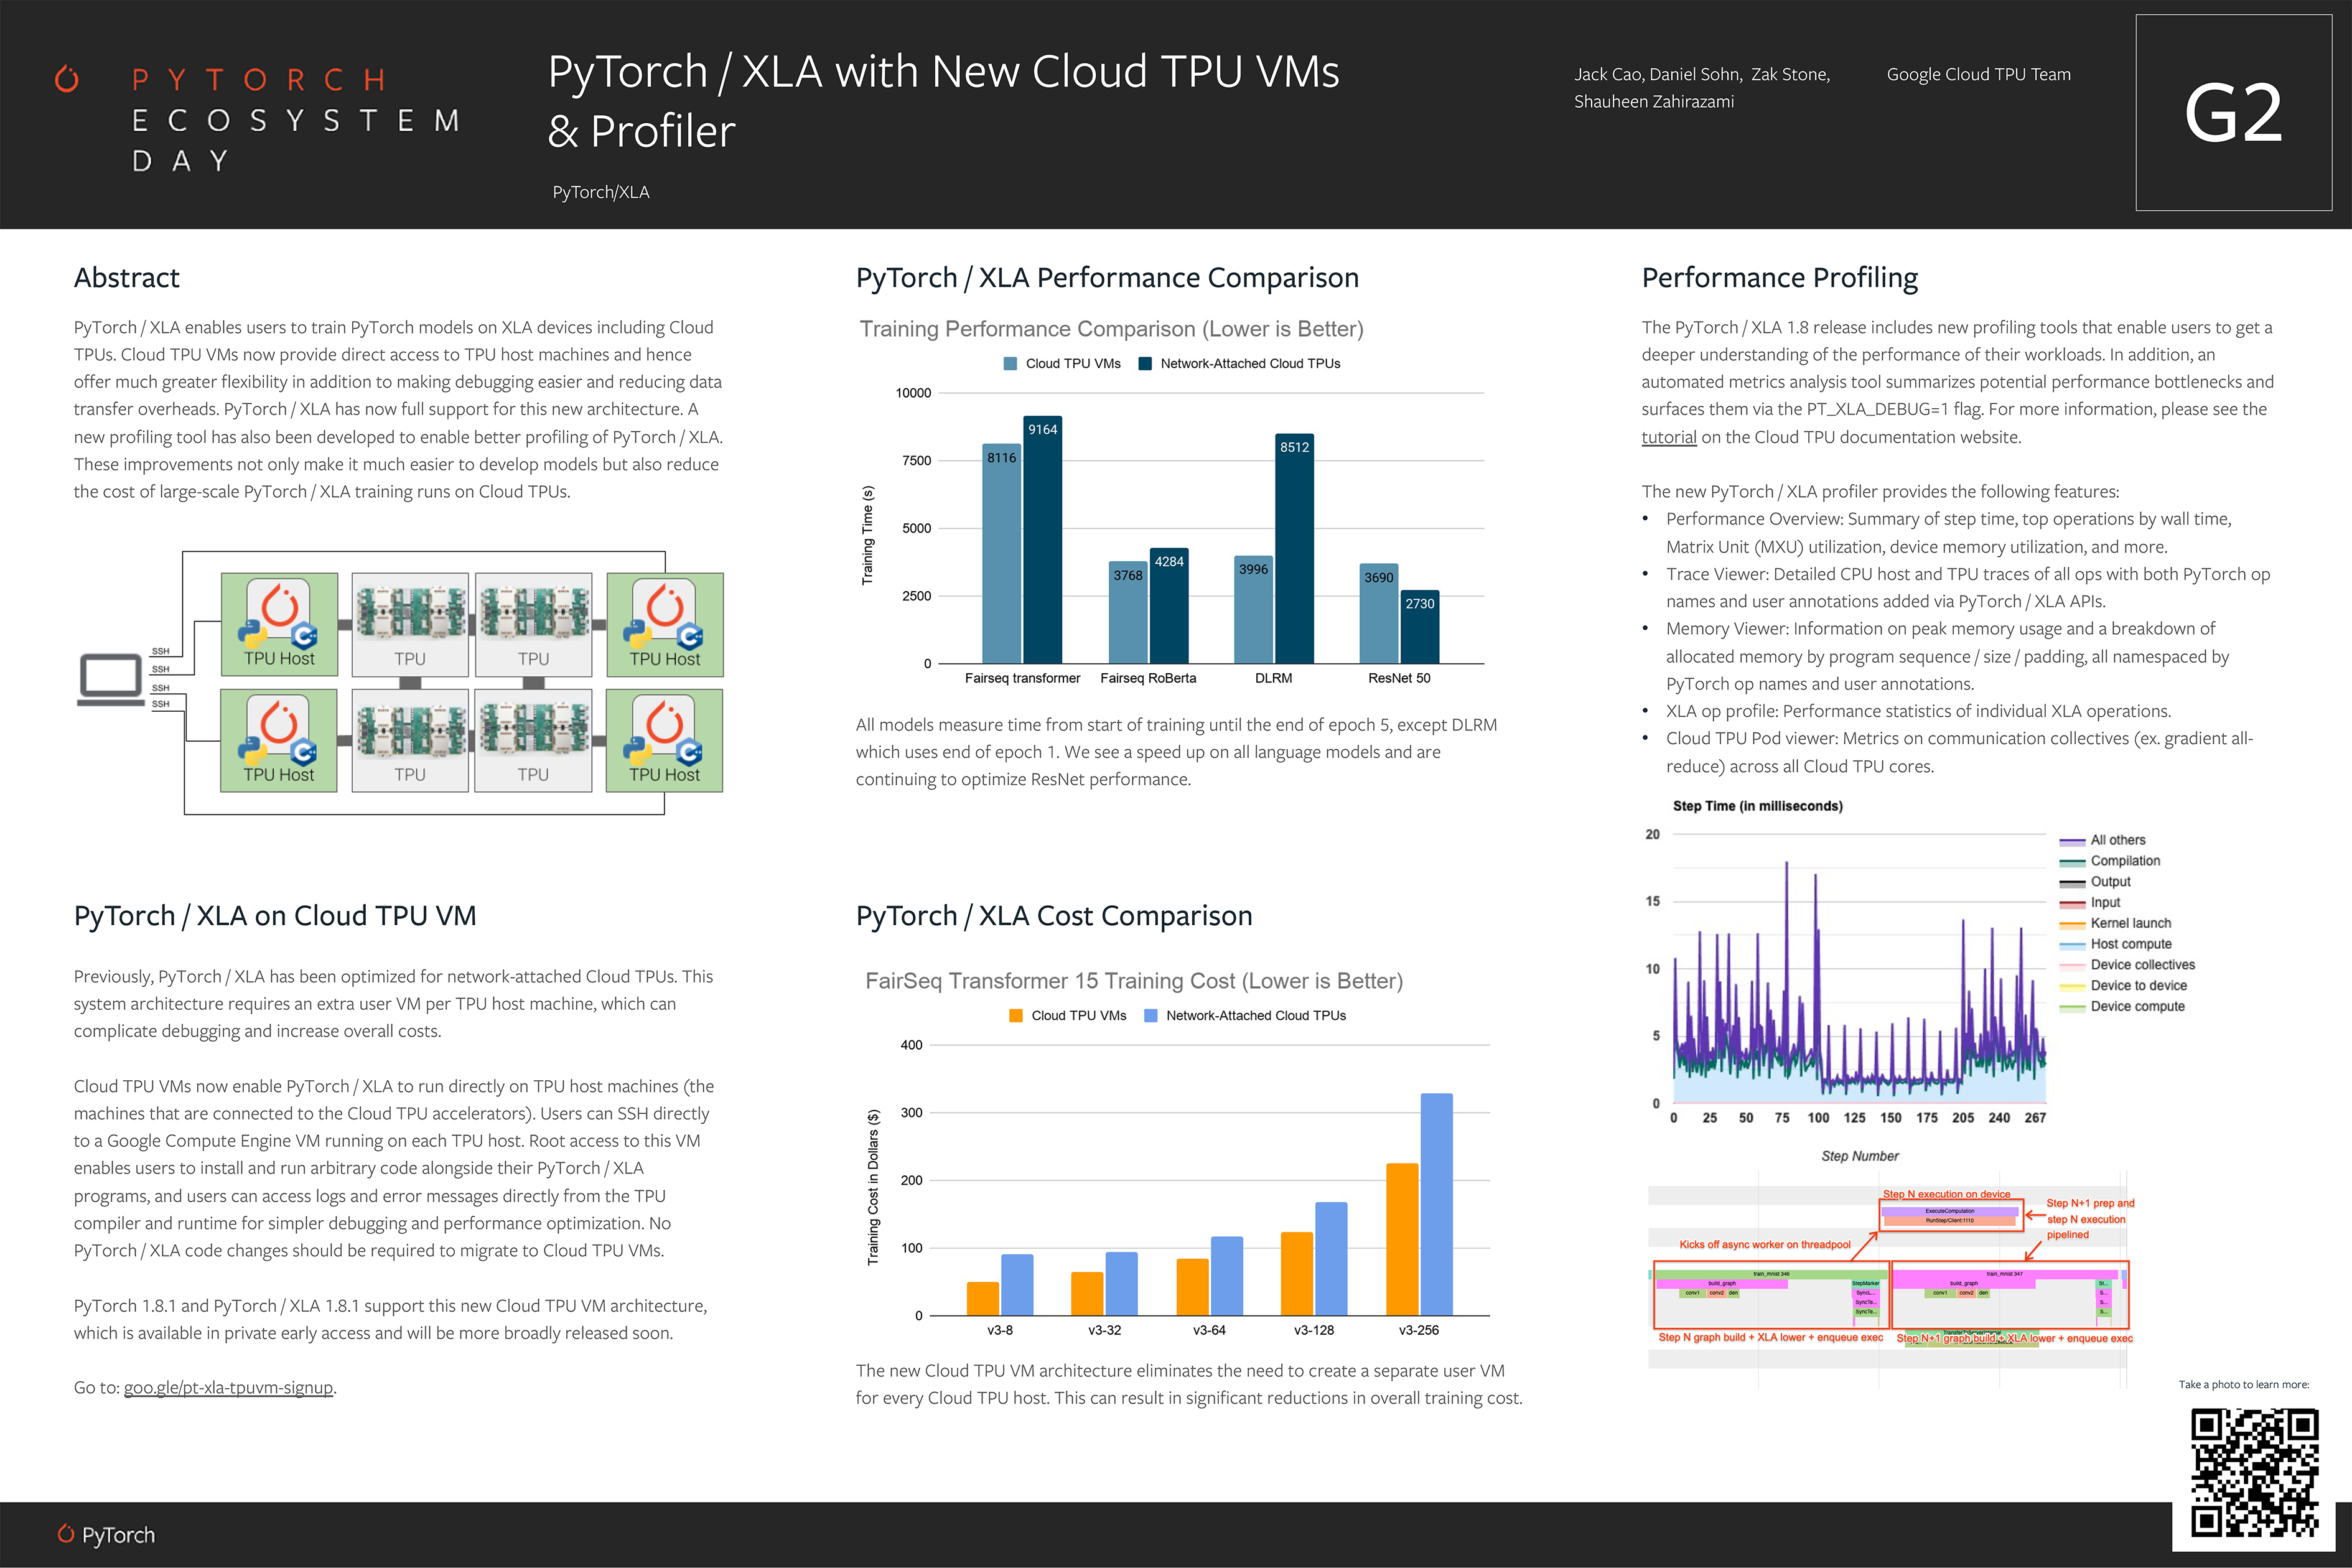 PYTORCH
ECOSYSTEM
DAY
PyTorch / XLA with New Cloud TPU VMs
& Profiler
PyTorch/XLA
Jack Cao, Daniel Sohn, Zak Stone,
Shauheen Zahirazami
Google Cloud TPU Team
G2
Abstract
PyTorch / XLA enables users to train PyTorch models on XLA devices including Cloud
TPUs. Cloud TPU VMs now provide direct access to TPU host machines and hence
offer much greater flexibility in addition to making debugging easier and reducing data
transfer overheads. PyTorch / XLA has now full support for this new architecture. A
new profiling tool has also been developed to enable better profiling of PyTorch / XLA.
These improvements not only make it much easier to develop models but also reduce
the cost of large-scale PyTorch / XLA training runs on Cloud TPUs.
SSH
SSH
SSH
SSH
TPU Host
TPU
TPU
TPU Host
TPU Host
TPU
TPU
TPU Host
PyTorch / XLA on Cloud TPU VM
Previously, PyTorch / XLA has been optimized for network-attached Cloud TPUs. This
system architecture requires an extra user VM per TPU host machine, which can
complicate debugging and increase overall costs.
Cloud TPU VMs now enable PyTorch / XLA to run directly on TPU host machines (the
machines that are connected to the Cloud TPU accelerators). Users can SSH directly
to a Google Compute Engine VM running on each TPU host. Root access to this VM
enables users to install and run arbitrary code alongside their PyTorch / XLA
programs, and users can access logs and error messages directly from the TPU
compiler and runtime for simpler debugging and performance optimization. No
PyTorch / XLA code changes should be required to migrate to Cloud TPU VMs.
PyTorch 1.8.1 and PyTorch / XLA 1.8.1 support this new Cloud TPU VM architecture,
which is available in private early access and will be more broadly released soon.
Go to: goo.gle/pt-xla-tpuvm-signup.
PyTorch / XLA Performance Comparison
Training Performance Comparison (Lower is Better)
Cloud TPU VMs
Network-Attached Cloud TPUs
Training Time (s)
10000
7500
5000
2500
0
8116
9164
3768
4284
3996
8512
3690
2730
Fairseq transformer
Fairseq RoBerta
DLRM
ResNet 50
All models measure time from start of training until the end of epoch 5, except DLRM
which uses end of epoch 1. We see a speed up on all language models and are
continuing to optimize ResNet performance.
PyTorch / XLA Cost Comparison
FairSeq Transformer 15 Training Cost (Lower is Better)
Cloud TPU VMs
Network-Attached Cloud TPUs
Training Cost in Dollars ($)
400
300
200
100
0
v3-8
v3-32
v3-64
v3-128
v3-256
The new Cloud TPU VM architecture eliminates the need to create a separate user VM
for every Cloud TPU host. This can result in significant reductions in overall training cost.
Performance Profiling
The PyTorch / XLA 1.8 release includes new profiling tools that enable users to get a
deeper understanding of the performance of their workloads. In addition, an
automated metrics analysis tool summarizes potential performance bottlenecks and
surfaces them via the PT_XLA_DEBUG=1 flag. For more information, please see the
tutorial on the Cloud TPU documentation website.
The new PyTorch / XLA profiler provides the following features:
• Performance Overview: Summary of step time, top operations by wall time,
Matrix Unit (MXU) utilization, device memory utilization, and more.
• Trace Viewer: Detailed CPU host and TPU traces of all ops with both PyTorch op
names and user annotations added via PyTorch / XLA APIs.
• Memory Viewer: Information on peak memory usage and a breakdown of
allocated memory by program sequence / size / padding, all namespaced by
PyTorch op names and user annotations.
• XLA op profile: Performance statistics of individual XLA operations.
• Cloud TPU Pod viewer: Metrics on communication collectives (ex. gradient all-
reduce) across all Cloud TPU cores.
Step Time (in milliseconds)
20
15
10
5
0
0 25 50 75 100 125 150 175 205 240 267
Step Number
All others
Compilation
Output
Input
Kernel launch
Host compute
Device collectives
Device to device
Device compute
Step N execution on device
ExecuteComputation
RunStep/Client:1110
Step N+1 prep and
step N execution
pipelined
Kicks off async worker on threadpool
train_mnist 346
build_graph
StepMarker
conv1 conv2 den
SyncL...
SyncTe...
SyncTe...
train_mnist 347
build_graph
St...
conv1 conv2 den
S...
S...
S...
Step N graph build + XLA lower + enqueue exec
Step N+1 graph build + XLA lower + enqueue exec
Take a photo to learn more:
PyTorch